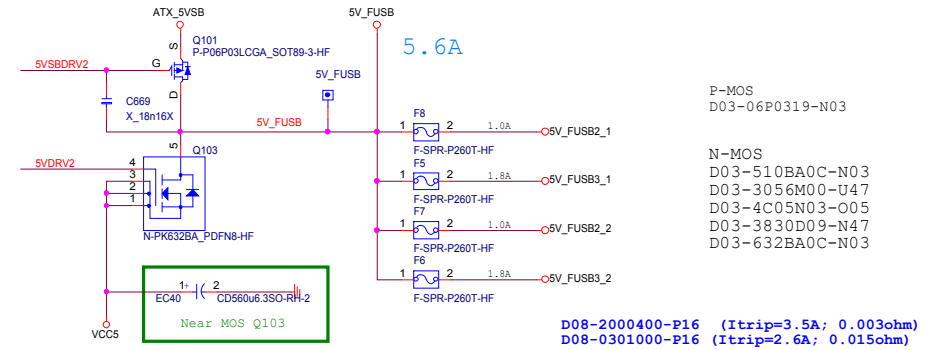 ATX_5VSB
5V_FUSB
5.6A
Q101
P-P06P03LCGA_SOT89-3-HF
S
G
D
5VSBDRV2
C669
X_18n16X
5V_FUSB
5V_FUSB
F8
1 2 1.0A 5V_FUSB2_1
F-SPR-P260T-HF
F5
1 2 1.8A 5V_FUSB3_1
F-SPR-P260T-HF
F7
1 2 1.0A 5V_FUSB2_2
F-SPR-P260T-HF
F6
1 2 1.8A 5V_FUSB3_2
F-SPR-P260T-HF
5VDRV2
5
Q103
4
3
2
1
N-PK632BA_PDFN8-HF
1+ 2
EC40 CD560u6.3SO-RH-2
Near MOS Q103
VCC5
P-MOS
D03-06P0319-N03
N-MOS
D03-510BA0C-N03
D03-3056M00-U47
D03-4C05N03-O05
D03-3830D09-N47
D03-632BA0C-N03
D08-2000400-P16 (Itrip=3.5A; 0.003ohm)
D08-0301000-P16 (Itrip=2.6A; 0.015ohm)